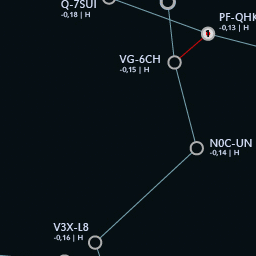 Q-7SUI
-0,18 | H
PF-QHK
-0,13 | H
VG-6CH
-0,15 | H
N0C-UN
-0,14 | H
V3X-L8
-0,16 | H